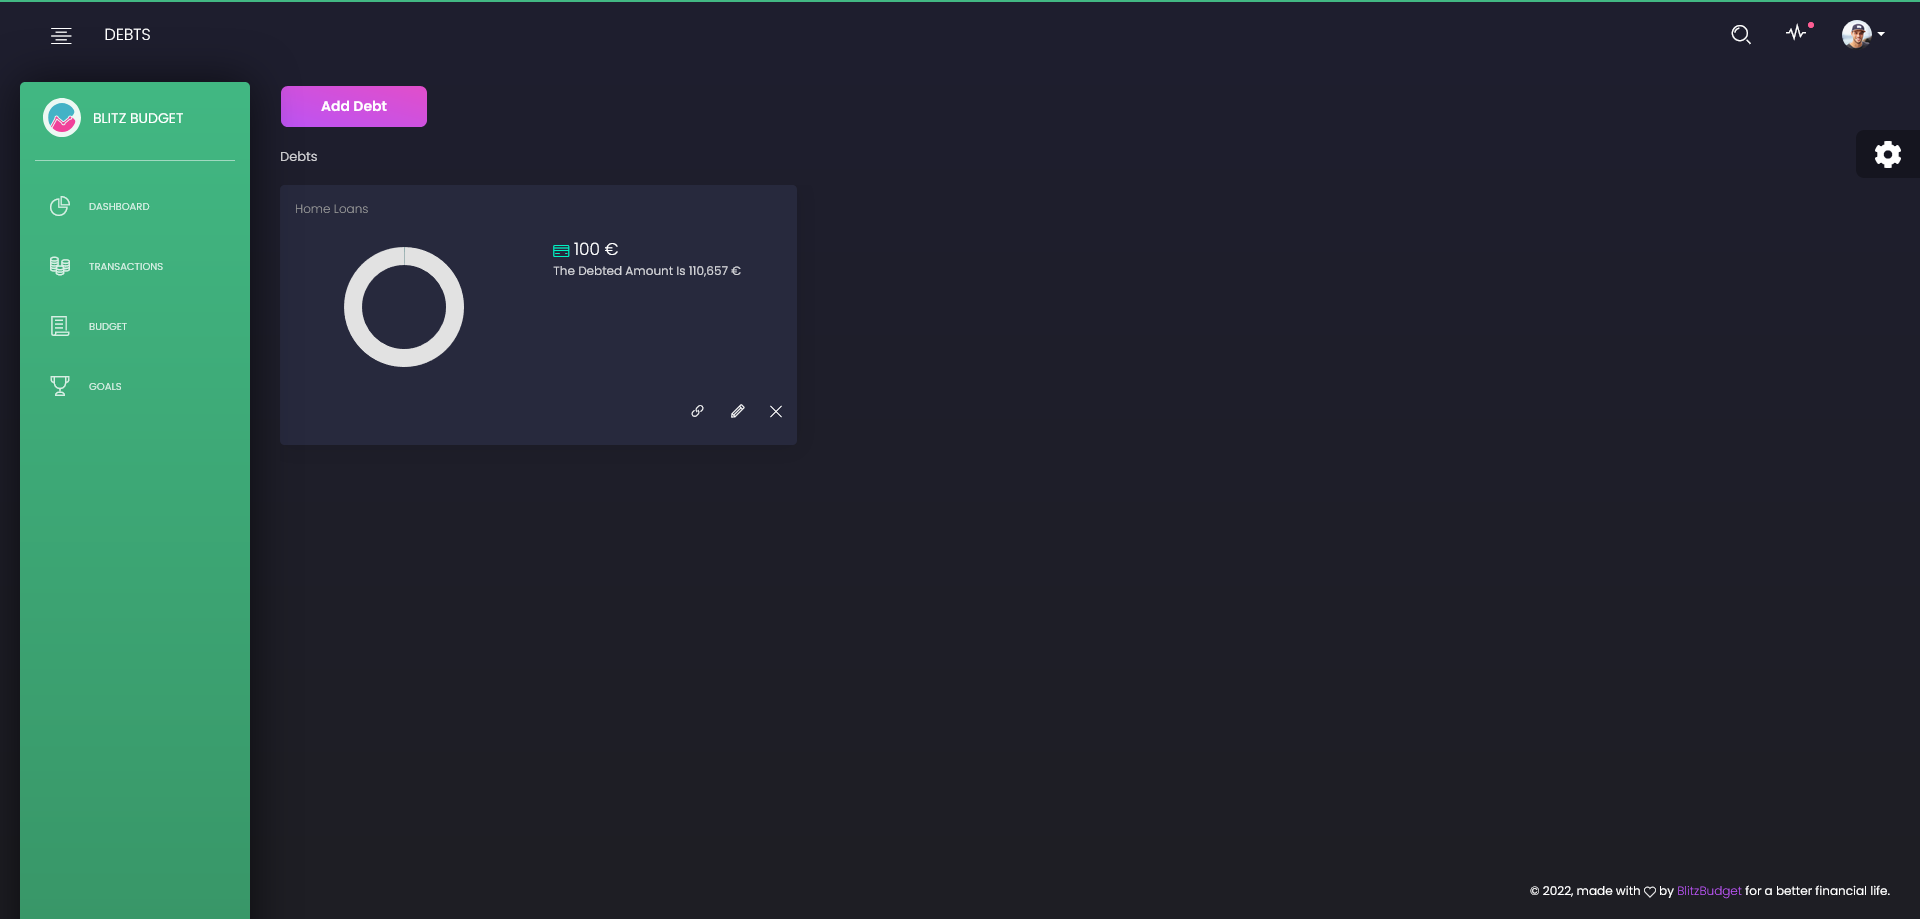 DEBTS
BLITZ BUDGET
DASHBOARD
TRANSACTIONS
BUDGET
GOALS
Add Debt
Debts
Home Loans
100 €
The Debted Amount Is 110,657 €
© 2022, made with ♡ by BlitzBudget for a better financial life.